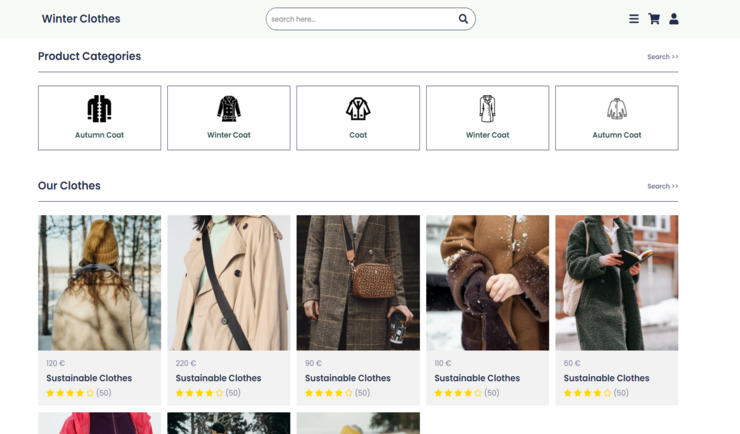 Winter Clothes
search here...
Product Categories
Search >>
Autumn Coat
Winter Coat
Coat
Winter Coat
Autumn Coat
Our Clothes
Search >>
120 €
220 €
90 €
110 €
60 €
Sustainable Clothes
Sustainable Clothes
Sustainable Clothes
Sustainable Clothes
Sustainable Clothes
(50)
(50)
(50)
(50)
(50)